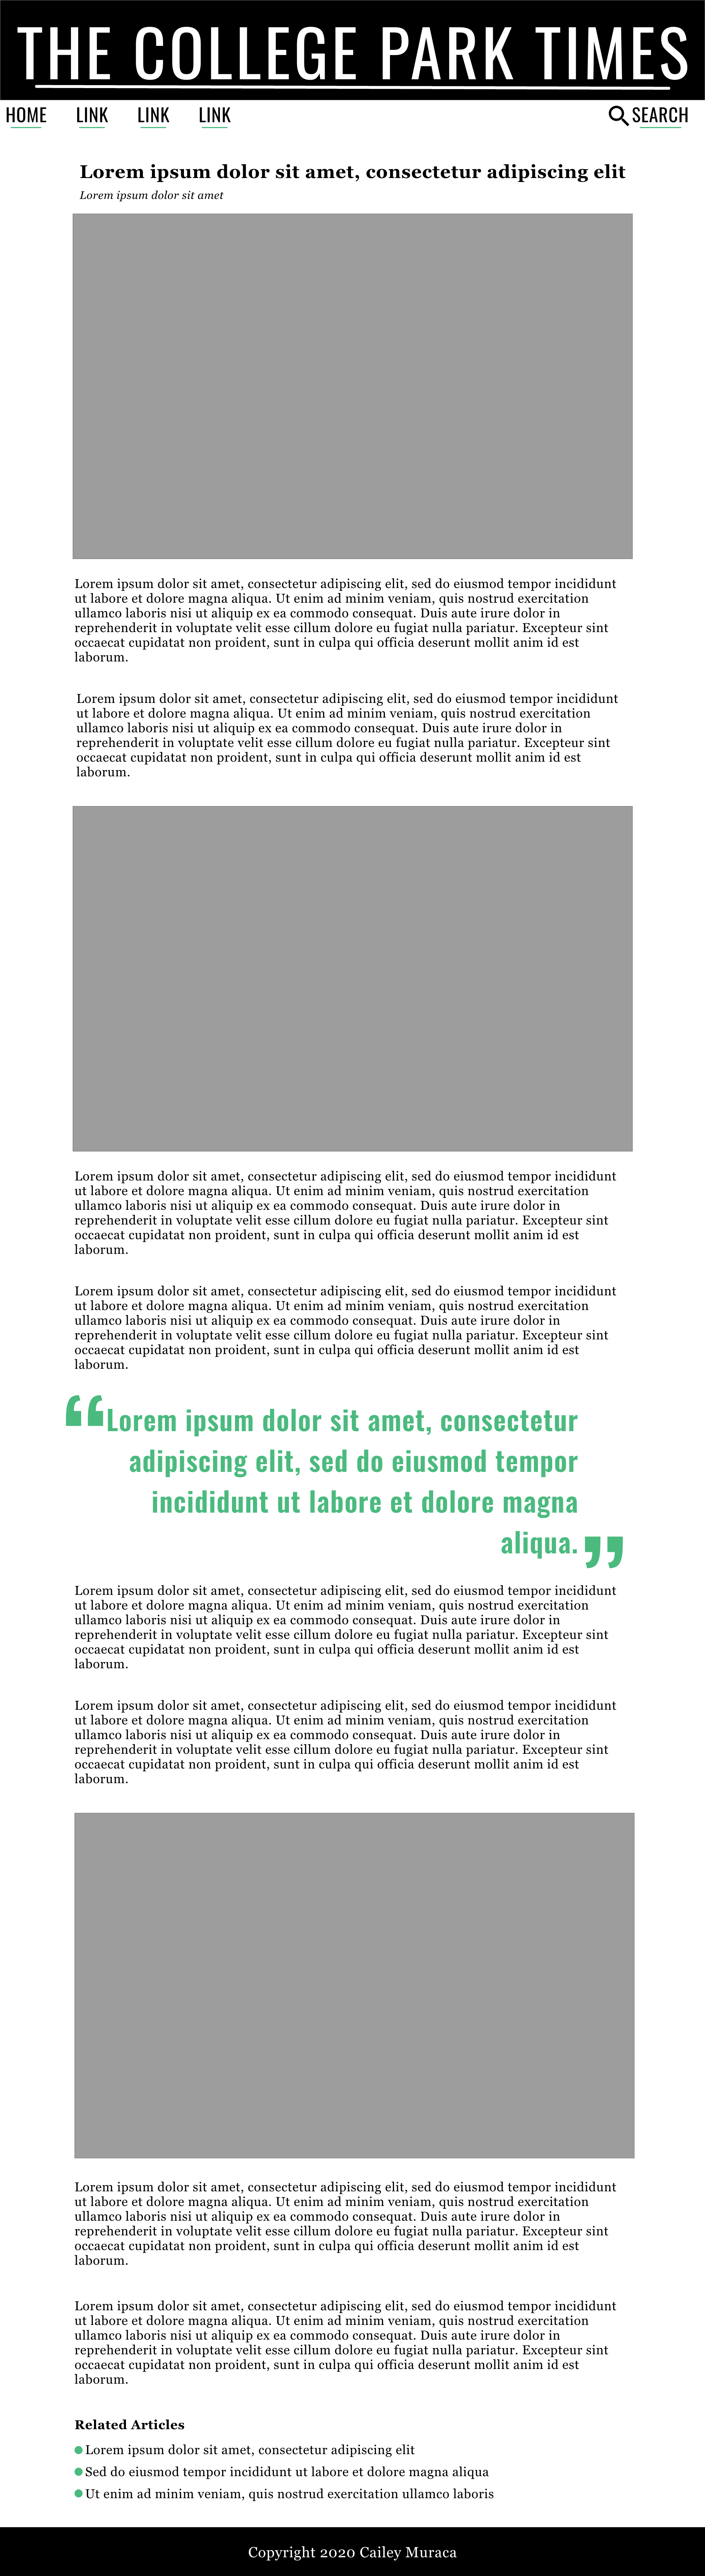 THE COLLEGE PARK TIMES
HOME LINK LINK LINK SEARCH
Lorem ipsum dolor sit amet, consectetur adipiscing elit
Lorem ipsum dolor sit amet
Lorem ipsum dolor sit amet, consectetur adipiscing elit, sed do eiusmod tempor incididunt
ut labore et dolore magna aliqua. Ut enim ad minim veniam, quis nostrud exercitation
ullamco laboris nisi ut aliquip ex ea commodo consequat. Duis aute irure dolor in
reprehenderit in voluptate velit esse cillum dolore eu fugiat nulla pariatur. Excepteur sint
occaecat cupidatat non proident, sunt in culpa qui officia deserunt mollit anim id est
laborum.
Lorem ipsum dolor sit amet, consectetur adipiscing elit, sed do eiusmod tempor incididunt
ut labore et dolore magna aliqua. Ut enim ad minim veniam, quis nostrud exercitation
ullamco laboris nisi ut aliquip ex ea commodo consequat. Duis aute irure dolor in
reprehenderit in voluptate velit esse cillum dolore eu fugiat nulla pariatur. Excepteur sint
occaecat cupidatat non proident, sunt in culpa qui officia deserunt mollit anim id est
laborum.
Lorem ipsum dolor sit amet, consectetur adipiscing elit, sed do eiusmod tempor incididunt
ut labore et dolore magna aliqua. Ut enim ad minim veniam, quis nostrud exercitation
ullamco laboris nisi ut aliquip ex ea commodo consequat. Duis aute irure dolor in
reprehenderit in voluptate velit esse cillum dolore eu fugiat nulla pariatur. Excepteur sint
occaecat cupidatat non proident, sunt in culpa qui officia deserunt mollit anim id est
laborum.
Lorem ipsum dolor sit amet, consectetur adipiscing elit, sed do eiusmod tempor incididunt
ut labore et dolore magna aliqua. Ut enim ad minim veniam, quis nostrud exercitation
ullamco laboris nisi ut aliquip ex ea commodo consequat. Duis aute irure dolor in
reprehenderit in voluptate velit esse cillum dolore eu fugiat nulla pariatur. Excepteur sint
occaecat cupidatat non proident, sunt in culpa qui officia deserunt mollit anim id est
laborum.
“Lorem ipsum dolor sit amet, consectetur
adipiscing elit, sed do eiusmod tempor
incididunt ut labore et dolore magna
aliqua.”
Lorem ipsum dolor sit amet, consectetur adipiscing elit, sed do eiusmod tempor incididunt
ut labore et dolore magna aliqua. Ut enim ad minim veniam, quis nostrud exercitation
ullamco laboris nisi ut aliquip ex ea commodo consequat. Duis aute irure dolor in
reprehenderit in voluptate velit esse cillum dolore eu fugiat nulla pariatur. Excepteur sint
occaecat cupidatat non proident, sunt in culpa qui officia deserunt mollit anim id est
laborum.
Lorem ipsum dolor sit amet, consectetur adipiscing elit, sed do eiusmod tempor incididunt
ut labore et dolore magna aliqua. Ut enim ad minim veniam, quis nostrud exercitation
ullamco laboris nisi ut aliquip ex ea commodo consequat. Duis aute irure dolor in
reprehenderit in voluptate velit esse cillum dolore eu fugiat nulla pariatur. Excepteur sint
occaecat cupidatat non proident, sunt in culpa qui officia deserunt mollit anim id est
laborum.
Lorem ipsum dolor sit amet, consectetur adipiscing elit, sed do eiusmod tempor incididunt
ut labore et dolore magna aliqua. Ut enim ad minim veniam, quis nostrud exercitation
ullamco laboris nisi ut aliquip ex ea commodo consequat. Duis aute irure dolor in
reprehenderit in voluptate velit esse cillum dolore eu fugiat nulla pariatur. Excepteur sint
occaecat cupidatat non proident, sunt in culpa qui officia deserunt mollit anim id est
laborum.
Lorem ipsum dolor sit amet, consectetur adipiscing elit, sed do eiusmod tempor incididunt
ut labore et dolore magna aliqua. Ut enim ad minim veniam, quis nostrud exercitation
ullamco laboris nisi ut aliquip ex ea commodo consequat. Duis aute irure dolor in
reprehenderit in voluptate velit esse cillum dolore eu fugiat nulla pariatur. Excepteur sint
occaecat cupidatat non proident, sunt in culpa qui officia deserunt mollit anim id est
laborum.
Related Articles
Lorem ipsum dolor sit amet, consectetur adipiscing elit
Sed do eiusmod tempor incididunt ut labore et dolore magna aliqua
Ut enim ad minim veniam, quis nostrud exercitation ullamco laboris
Copyright 2020 Cailey Muraca